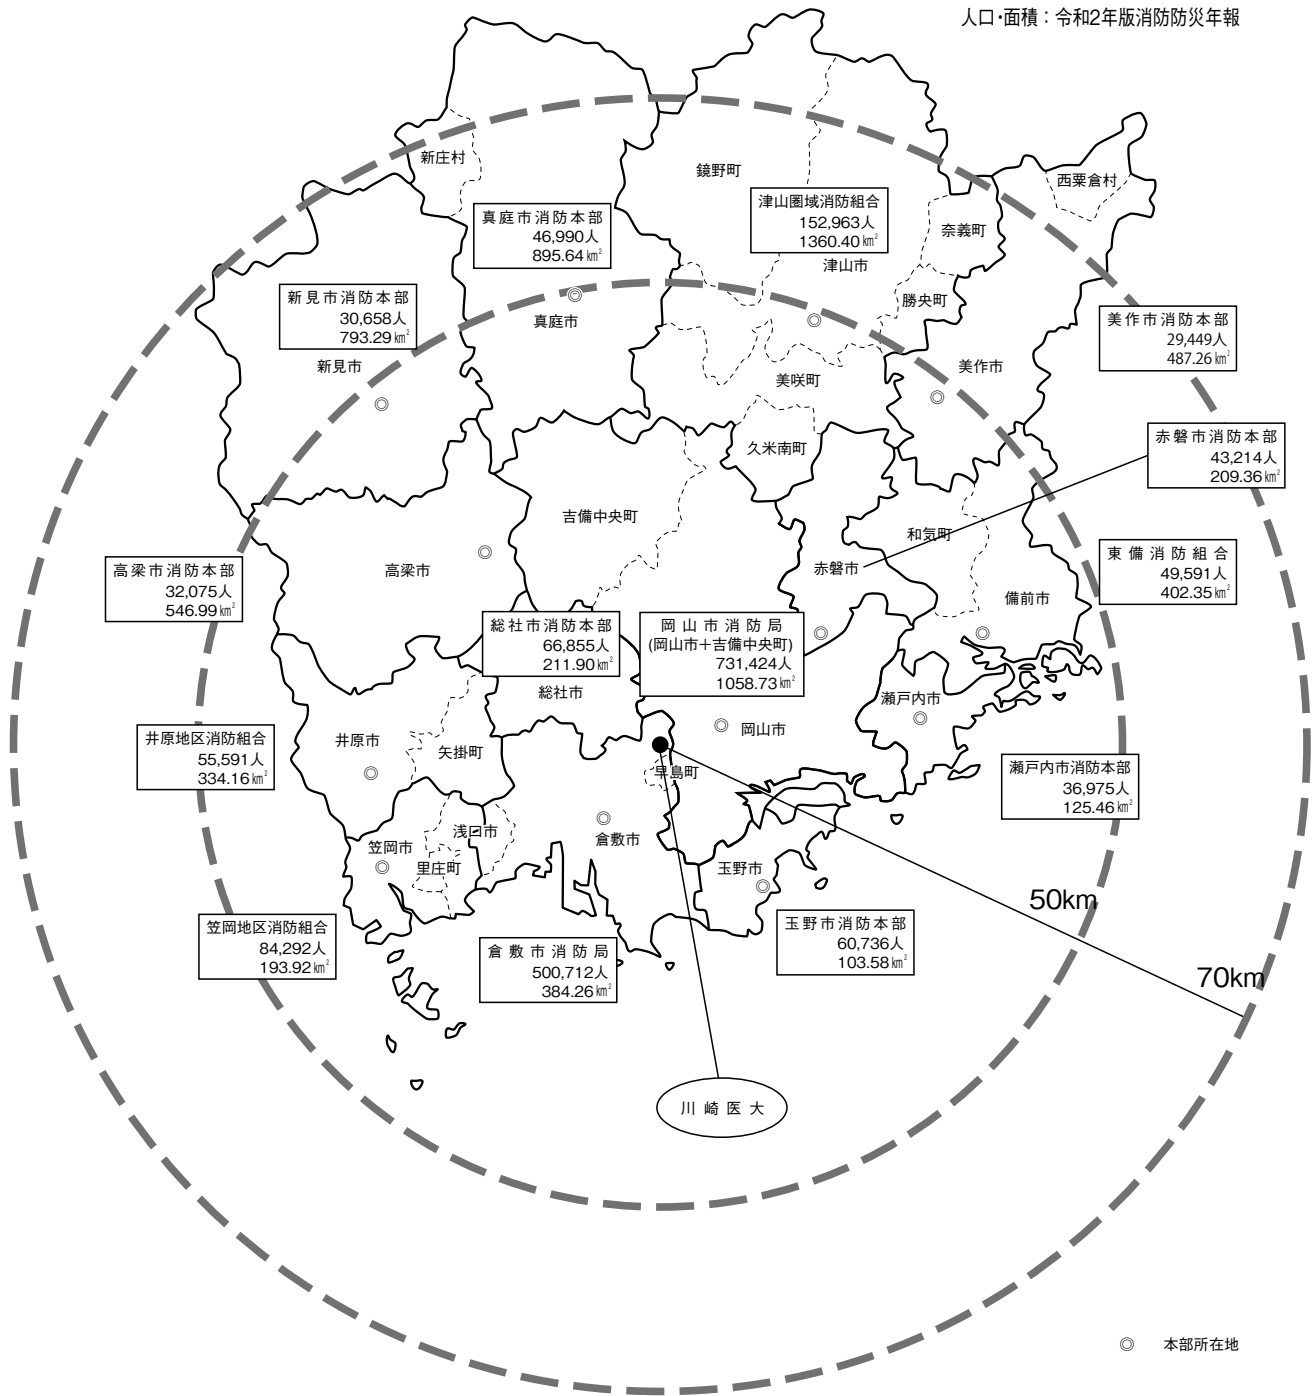 人口・面積：令和2年版消防防災年報
新庄村
鏡野町
西粟倉村
津山圏域消防組合
152,963人
1360.40㎢
奈義町
真庭市消防本部
46,990人
895.64㎢
津山市
新見市消防本部
30,658人
793.29㎢
勝央町
真庭市
美作市消防本部
29,449人
487.26㎢
新見市
美咲町
美作市
赤磐市消防本部
43,214人
209.36㎢
久米南町
吉備中央町
和気町
高梁市消防本部
32,075人
546.99㎢
高梁市
赤磐市
東備消防組合
49,591人
402.35㎢
備前市
総社市消防本部
66,855人
211.90㎢
岡山市消防局
(岡山市＋吉備中央町)
731,424人
1058.73㎢
総社市
瀬戸内市
井原地区消防組合
55,591人
334.16㎢
井原市
矢掛町
岡山市
早島町
瀬戸内市消防本部
36,975人
125.46㎢
浅口市
笠岡市
里庄町
倉敷市
玉野市
50km
笠岡地区消防組合
84,292人
193.92㎢
倉敷市消防局
500,712人
384.26㎢
玉野市消防本部
60,736人
103.58㎢
70km
川崎医大
◎ 本部所在地